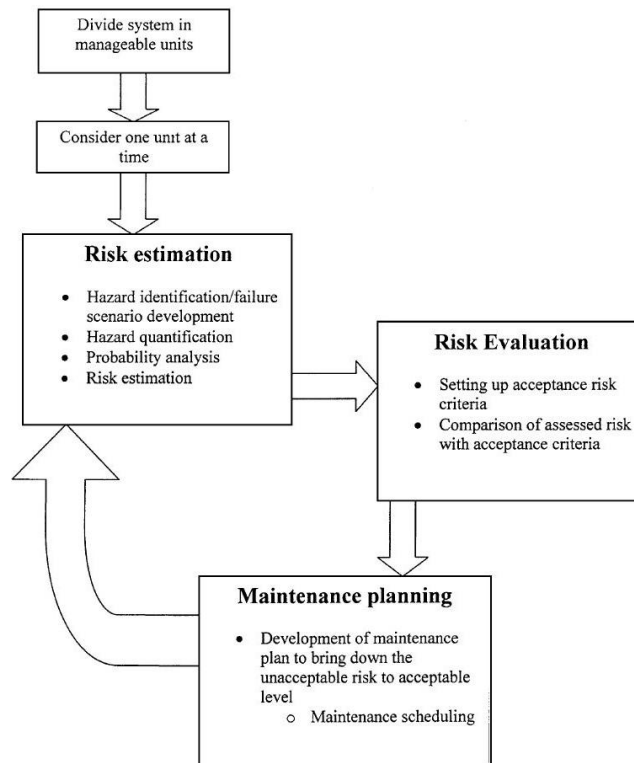 Divide system in
manageable units
Consider one unit at a
time
Risk estimation
• Hazard identification/failure
scenario development
• Hazard quantification
• Probability analysis
• Risk estimation
Risk Evaluation
• Setting up acceptance risk
criteria
• Comparison of assessed risk
with acceptance criteria
Maintenance planning
• Development of maintenance
plan to bring down the
unacceptable risk to acceptable
level
o Maintenance scheduling